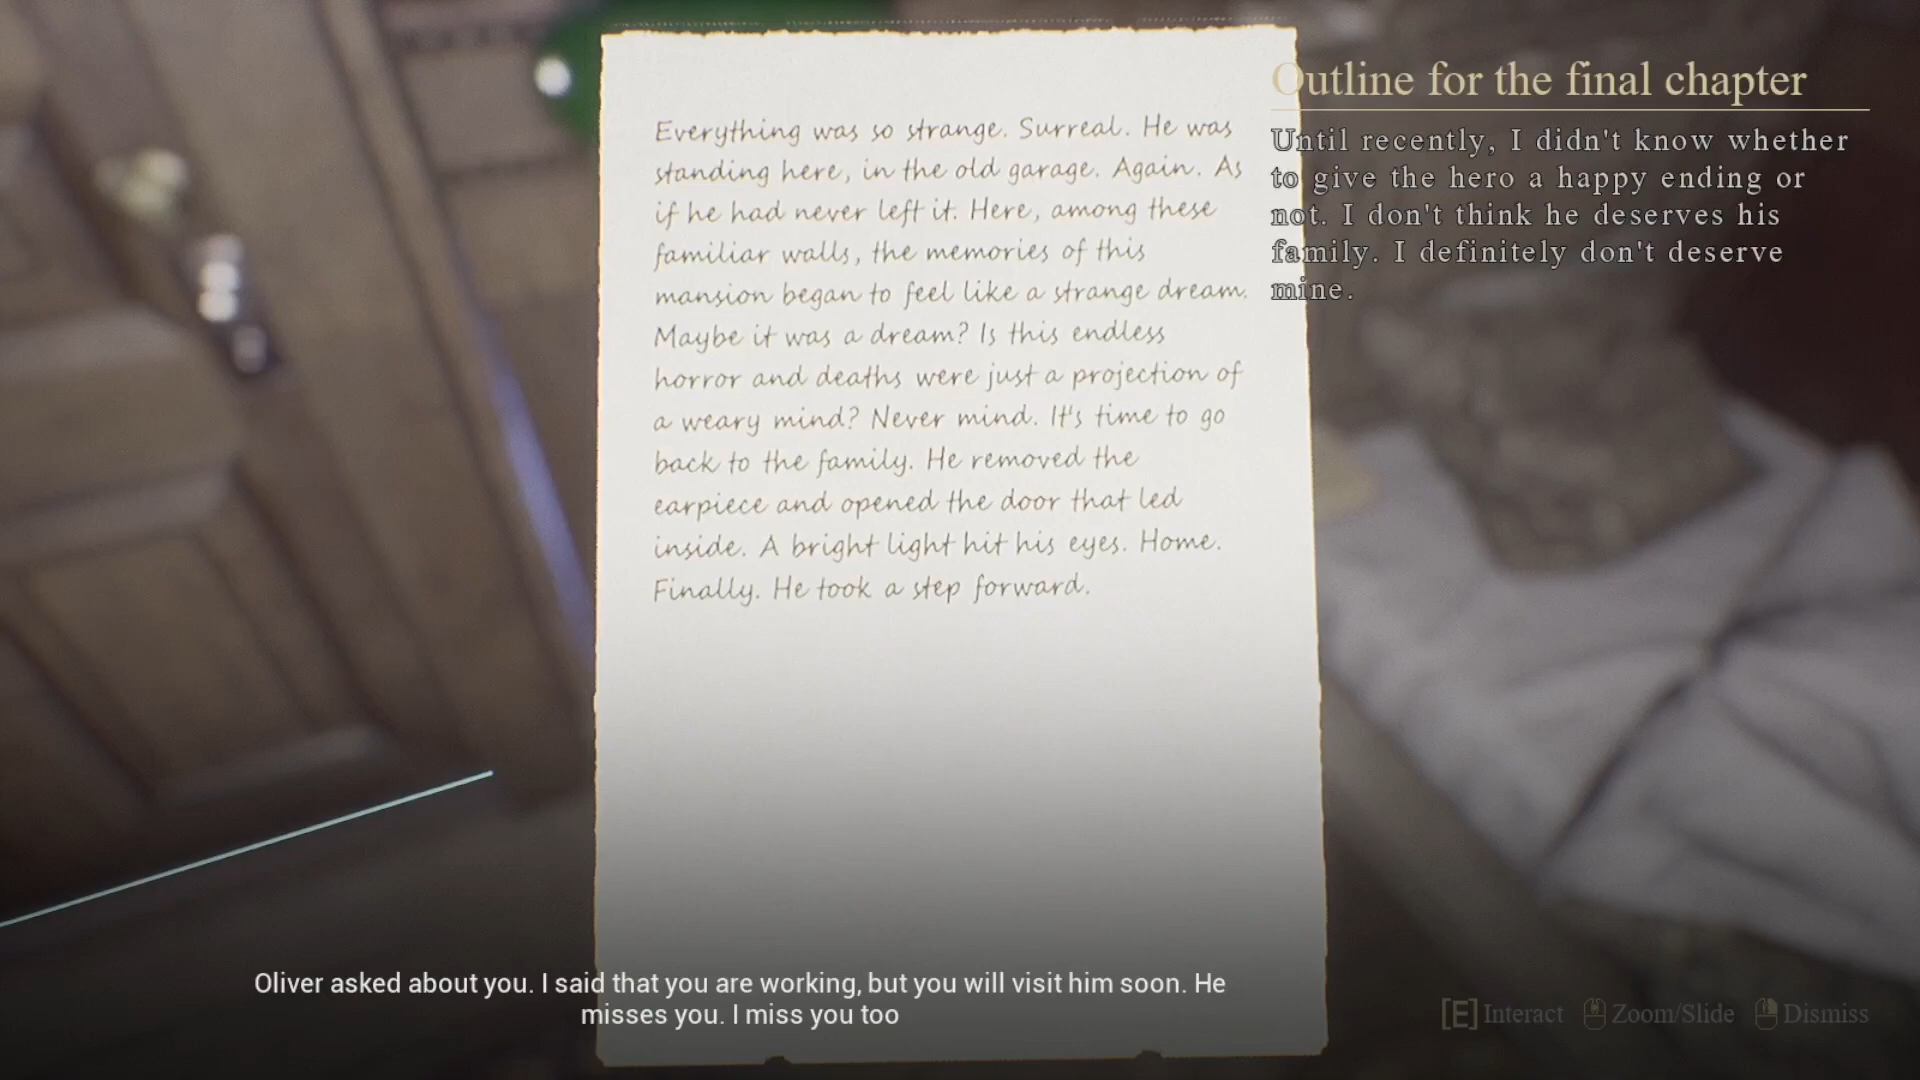 Everything was so strange. Surreal. He was
standing here, in the old garage. Again. As
if he had never left it. Here, among these
familiar walls, the memories of this
mansion began to feel like a strange dream.
Maybe it was a dream? Is this endless
horror and deaths were just a projection of
a weary mind? Never mind. It's time to go
back to the family. He removed the
earpiece and opened the door that led
inside. A bright light hit his eyes. Home.
Finally. He took a step forward.
Outline for the final chapter
Until recently, I didn't know whether
to give the hero a happy ending or
not. I don't think he deserves his
family. I definitely don't deserve
mine.
Oliver asked about you. I said that you are working, but you will visit him soon. He
misses you. I miss you too
[E] Interact Zoom/Slide Dismiss